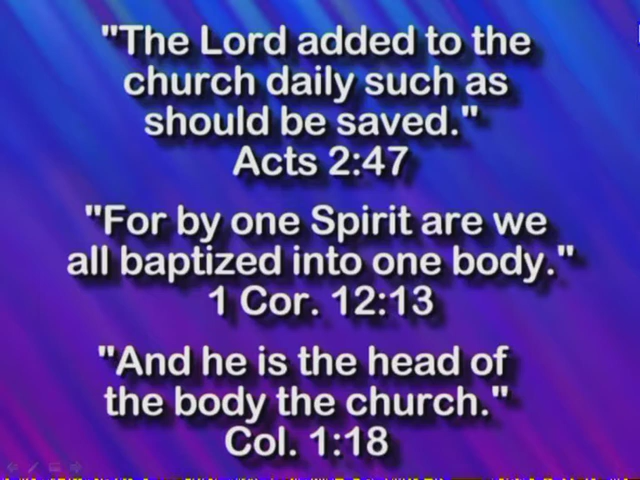 "The Lord added to the
church daily such as
should be saved."
Acts 2:47
"For by one Spirit are we
all baptized into one body."
1 Cor. 12:13
"And he is the head of
the body the church."
Col. 1:18